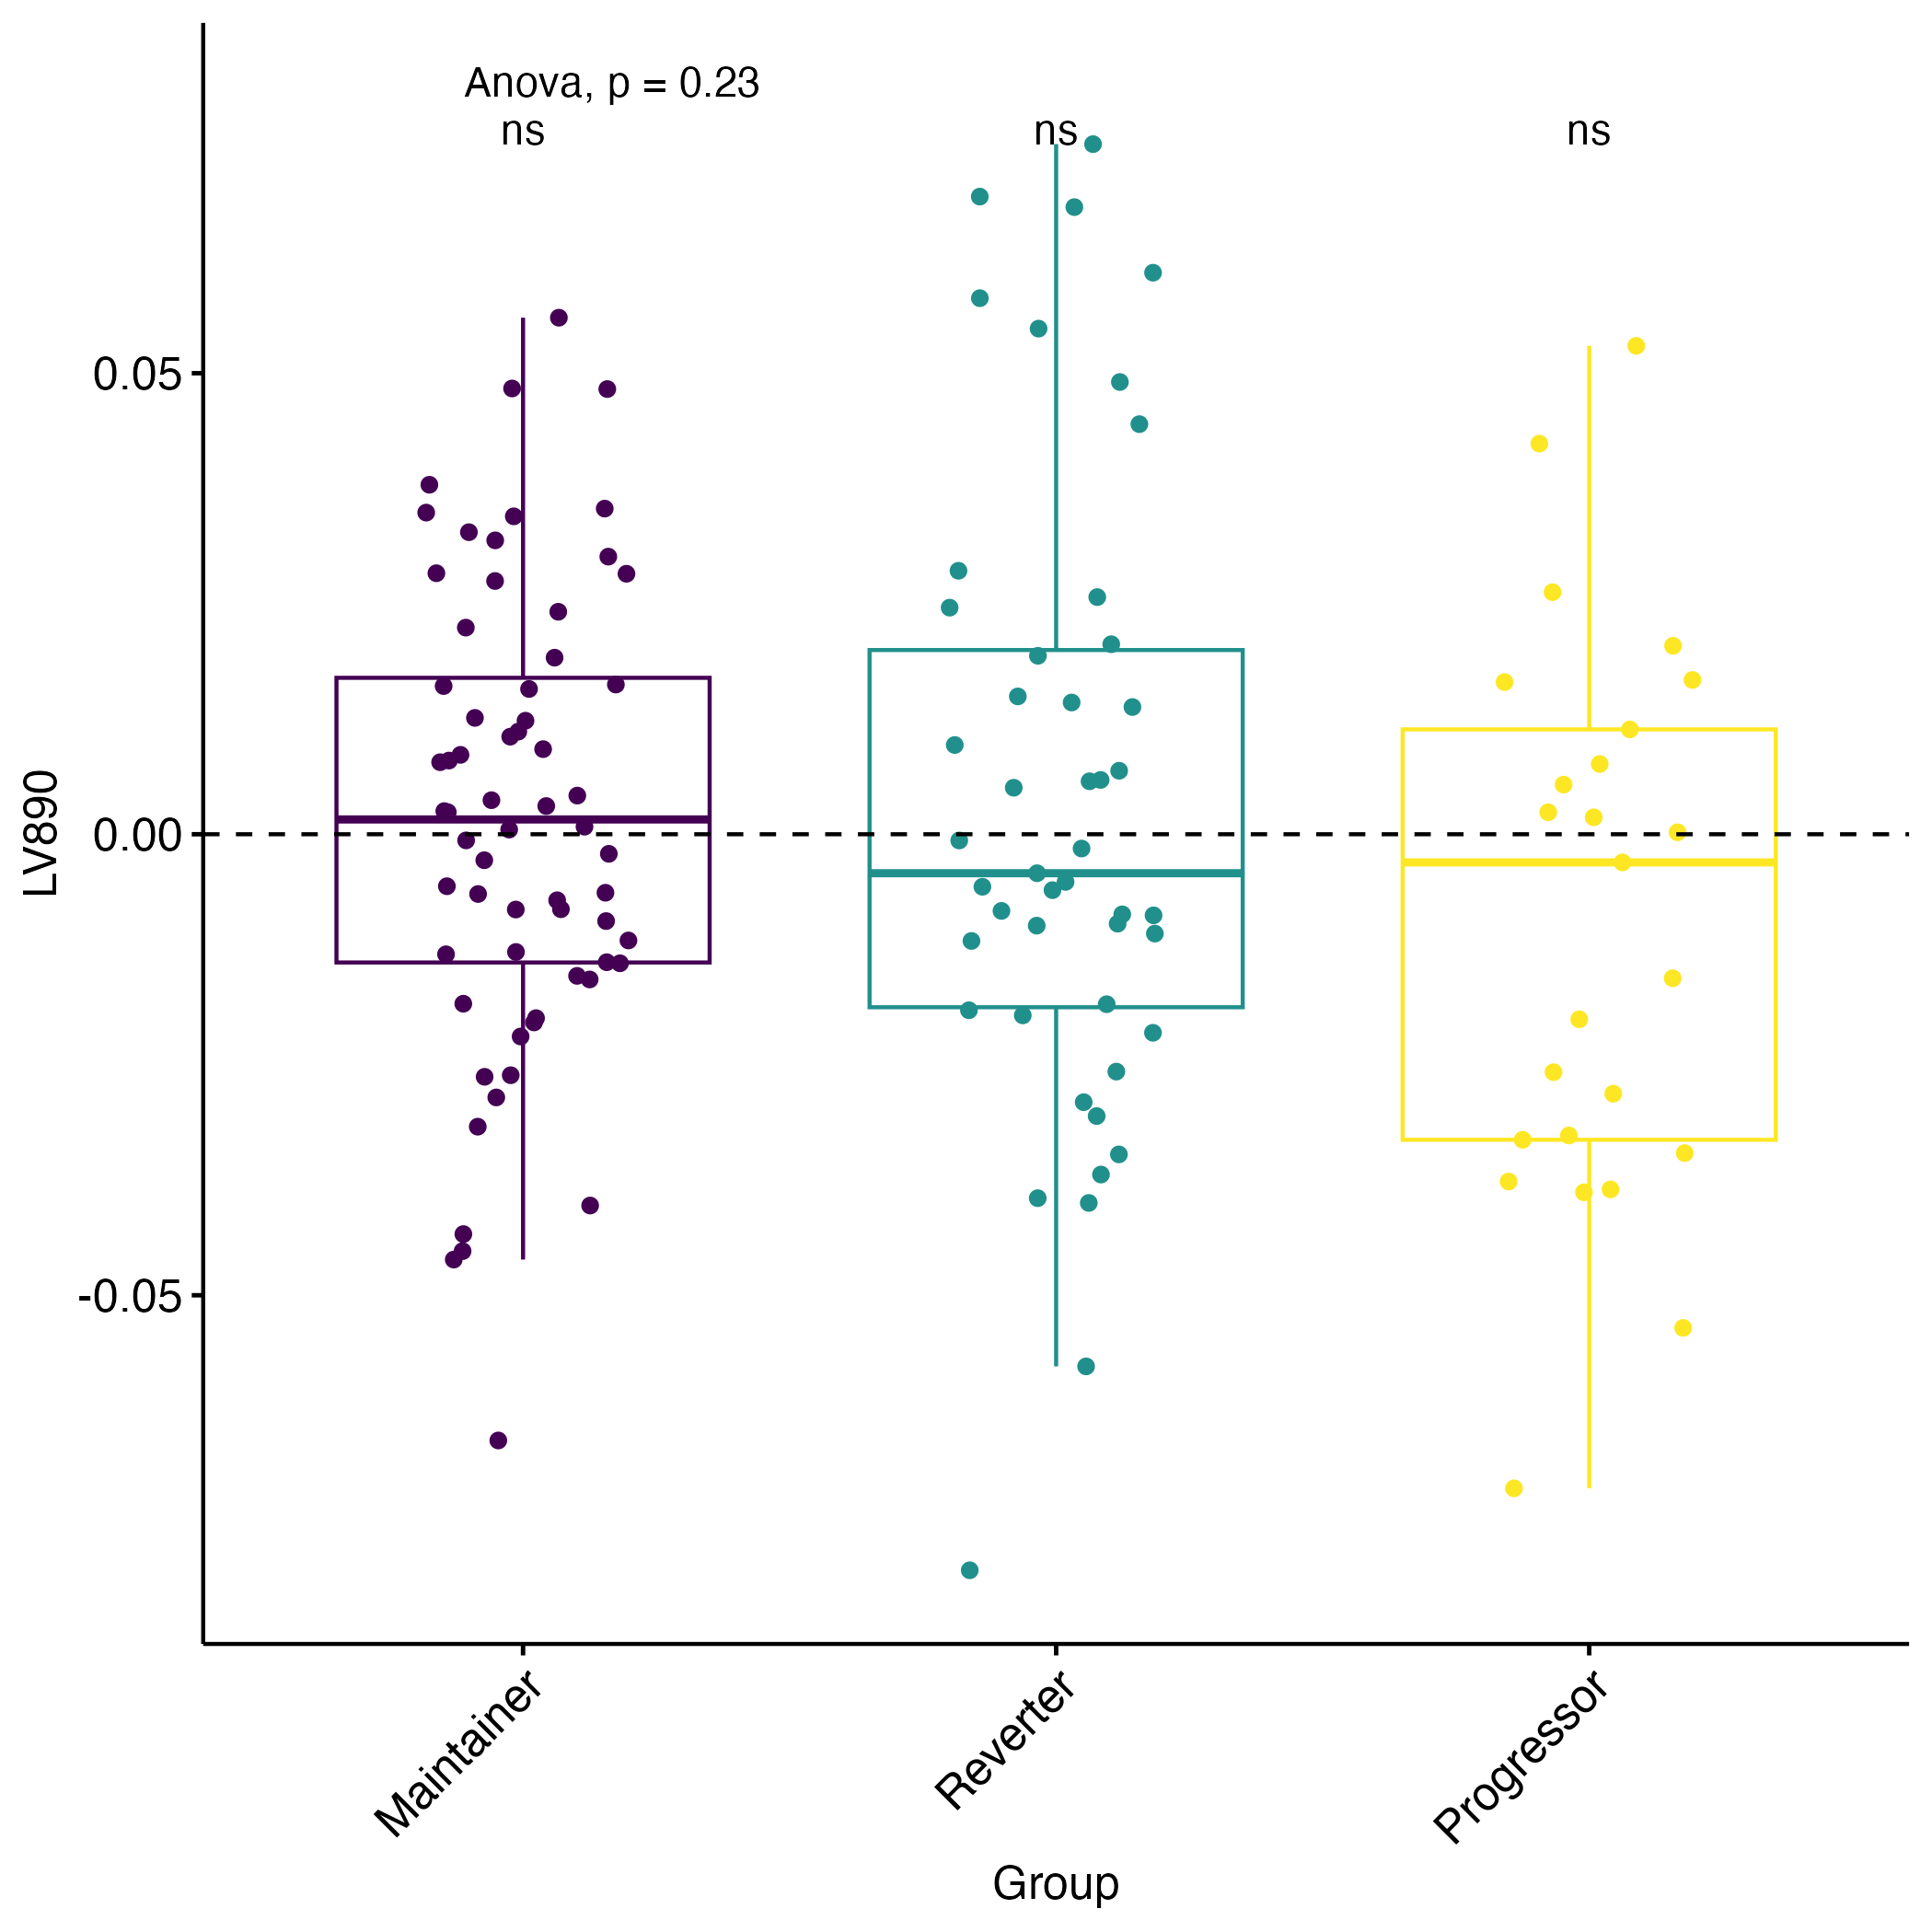 Anova, p = 0.23
ns ns ns
0.05
0.00
-0.05
LV890
Maintainer Reverter Progressor
Group